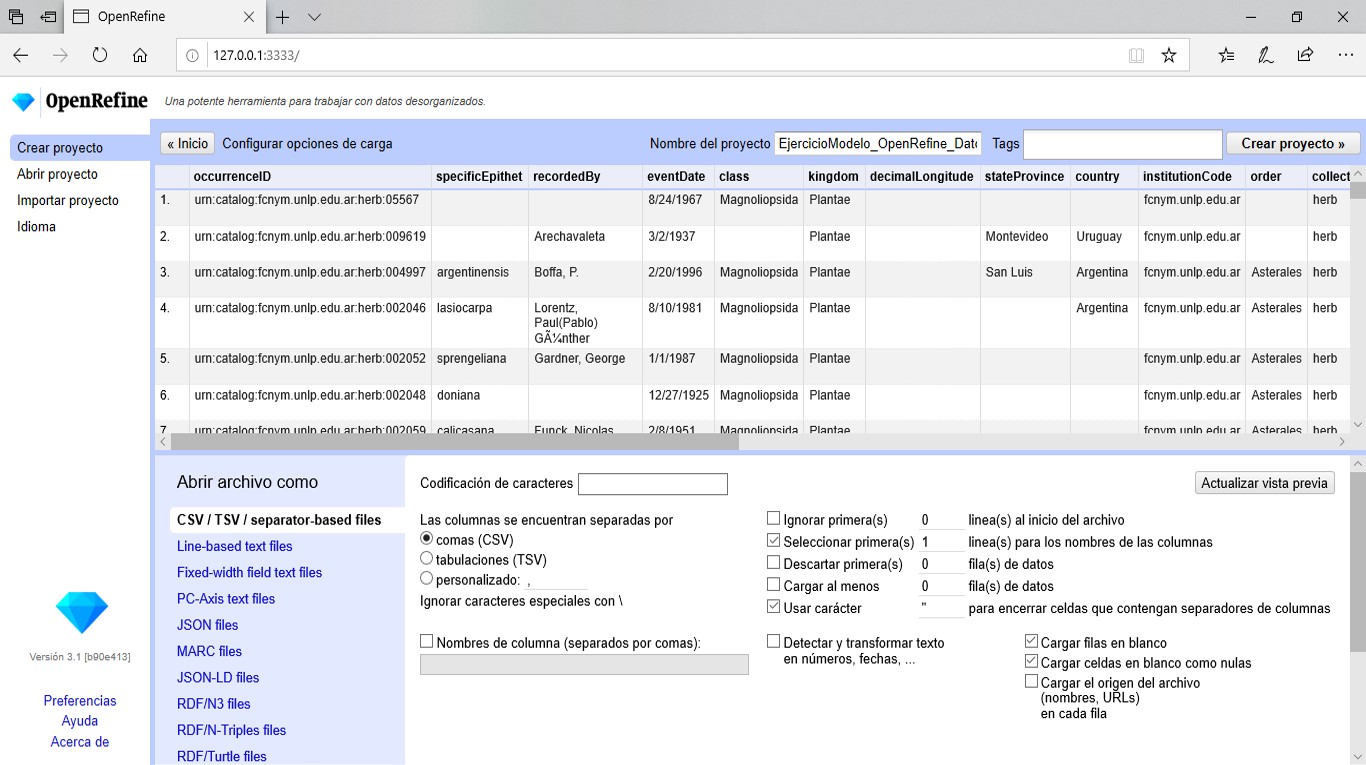 OpenRefine
127.0.0.1:3333/
OpenRefine Una potente herramienta para trabajar con datos desorganizados.
Crear proyecto
Abrir proyecto
Importar proyecto
Idioma
« Inicio Configurar opciones de carga Nombre del proyecto EjercicioModelo_OpenRefine_Dat Tags Crear proyecto »
occurrenceID specificEpithet recordedBy eventDate class kingdom decimalLongitude stateProvince country institutionCode order collect
1. urn:catalog:fcnym.unlp.edu.ar:herb:05567 8/24/1967 Magnoliopsida Plantae fcnym.unlp.edu.ar herb
2. urn:catalog:fcnym.unlp.edu.ar:herb:009619 Arechavaleta 3/2/1937 Plantae Montevideo Uruguay fcnym.unlp.edu.ar herb
3. urn:catalog:fcnym.unlp.edu.ar:herb:004997 argentinensis Boffa, P. 2/20/1996 Magnoliopsida Plantae San Luis Argentina fcnym.unlp.edu.ar Asterales herb
4. urn:catalog:fcnym.unlp.edu.ar:herb:002046 lasiocarpa Lorentz, 8/10/1981 Magnoliopsida Plantae Argentina fcnym.unlp.edu.ar Asterales herb
Paul(Pablo)
GÃ¼nther
5. urn:catalog:fcnym.unlp.edu.ar:herb:002052 sprengeliana Gardner, George 1/1/1987 Magnoliopsida Plantae fcnym.unlp.edu.ar Asterales herb
6. urn:catalog:fcnym.unlp.edu.ar:herb:002048 doniana 12/27/1925 Magnoliopsida Plantae fcnym.unlp.edu.ar Asterales herb
7. urn:catalog:fcnym.unlp.edu.ar:herb:002059 calicasana Funck, Nicolas 2/8/1951 Magnoliopsida Plantae fcnym.unlp.edu.ar Asterales herb
Abrir archivo como
CSV / TSV / separator-based files
Line-based text files
Fixed-width field text files
PC-Axis text files
JSON files
MARC files
JSON-LD files
RDF/N3 files
RDF/N-Triples files
RDF/Turtle files
Codificación de caracteres
Actualizar vista previa
Las columnas se encuentran separadas por
comas (CSV)
tabulaciones (TSV)
personalizado: ,
Ignorar caracteres especiales con \
Nombres de columna (separados por comas):
Ignorar primera(s) 0 linea(s) al inicio del archivo
Seleccionar primera(s) 1 linea(s) para los nombres de las columnas
Descartar primera(s) 0 fila(s) de datos
Cargar al menos 0 fila(s) de datos
Usar carácter " para encerrar celdas que contengan separadores de columnas
Detectar y transformar texto
en números, fechas, ...
Cargar filas en blanco
Cargar celdas en blanco como nulas
Cargar el origen del archivo
(nombres, URLs)
en cada fila
Versión 3.1 [b90e413]
Preferencias
Ayuda
Acerca de